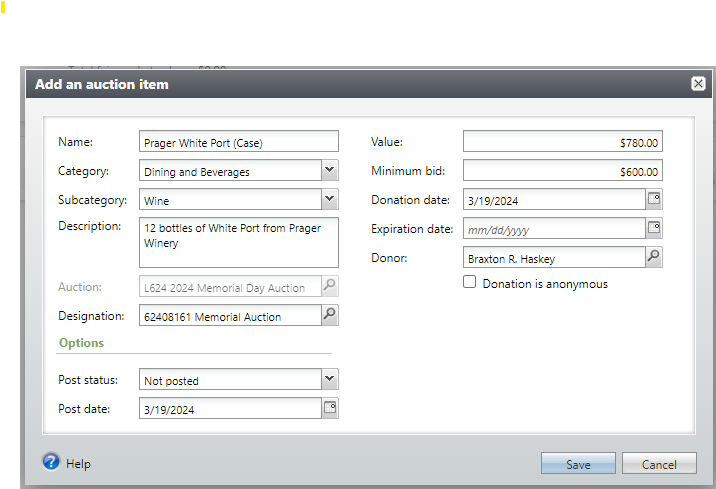 Add an auction item
Name: Prager White Port (Case)
Category: Dining and Beverages
Subcategory: Wine
Description: 12 bottles of White Port from Prager
Winery
Auction: L624 2024 Memorial Day Auction
Designation: 62408161 Memorial Auction
Options
Post status: Not posted
Post date: 3/19/2024
Value: $780.00
Minimum bid: $600.00
Donation date: 3/19/2024
Expiration date: mm/dd/yyyy
Donor: Braxton R. Haskey
Donation is anonymous
Help
Save
Cancel